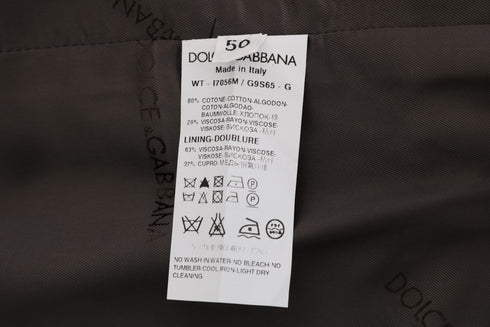 50
DOLCE&GABBANA
Made in Italy
WT - I7056M / G9S65 - G
80% COTONE-COTTON-ALGODON-
COTON-ALGODAO-
BAUMWOLLE-ХЛОПОК-
20% VISCOSA RAYON-VISCOSE-
VISKOSE-ВИСКОЗА-
LINING-DOUBLURE
63% VISCOSA RAYON-VISCOSE-
VISKOSE-ВИСКОЗА-
37% CUPRO-МЕДЬ-
NO WASH IN WATER-NO BLEACH-NO
TUMBLER-COOL IRON-LIGHT DRY
CLEANING
DOLCE&GABBANA
DOLCE